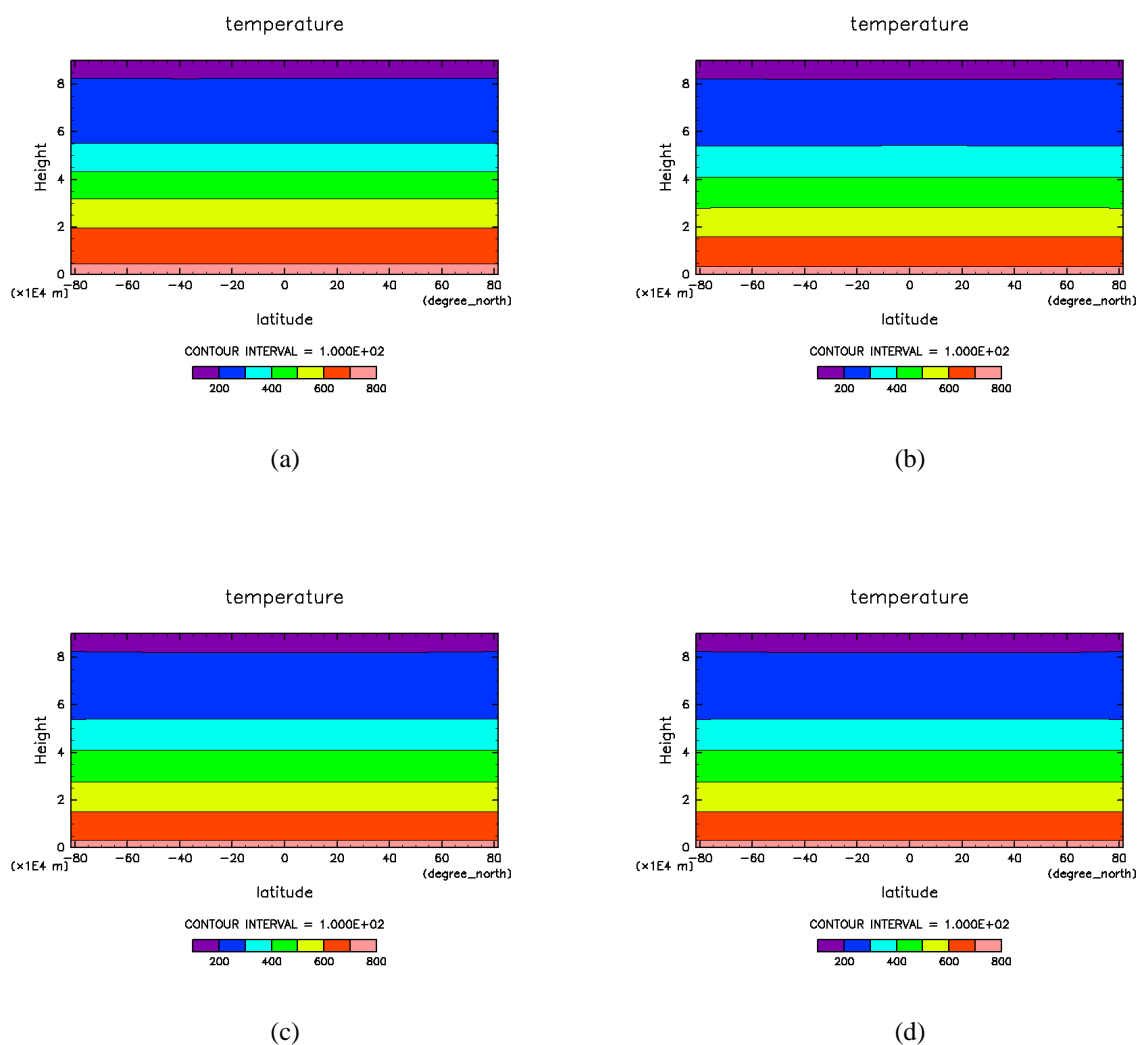 temperature
8
6
4
2
0
Height
(×1E4 m)
−80 −60 −40 −20 0 20 40 60 80
(degree_north)
latitude
CONTOUR INTERVAL = 1.000E+02
200 400 600 800
(a)
temperature
8
6
4
2
0
Height
(×1E4 m)
−80 −60 −40 −20 0 20 40 60 80
(degree_north)
latitude
CONTOUR INTERVAL = 1.000E+02
200 400 600 800
(b)
temperature
8
6
4
2
0
Height
(×1E4 m)
−80 −60 −40 −20 0 20 40 60 80
(degree_north)
latitude
CONTOUR INTERVAL = 1.000E+02
200 400 600 800
(c)
temperature
8
6
4
2
0
Height
(×1E4 m)
−80 −60 −40 −20 0 20 40 60 80
(degree_north)
latitude
CONTOUR INTERVAL = 1.000E+02
200 400 600 800
(d)